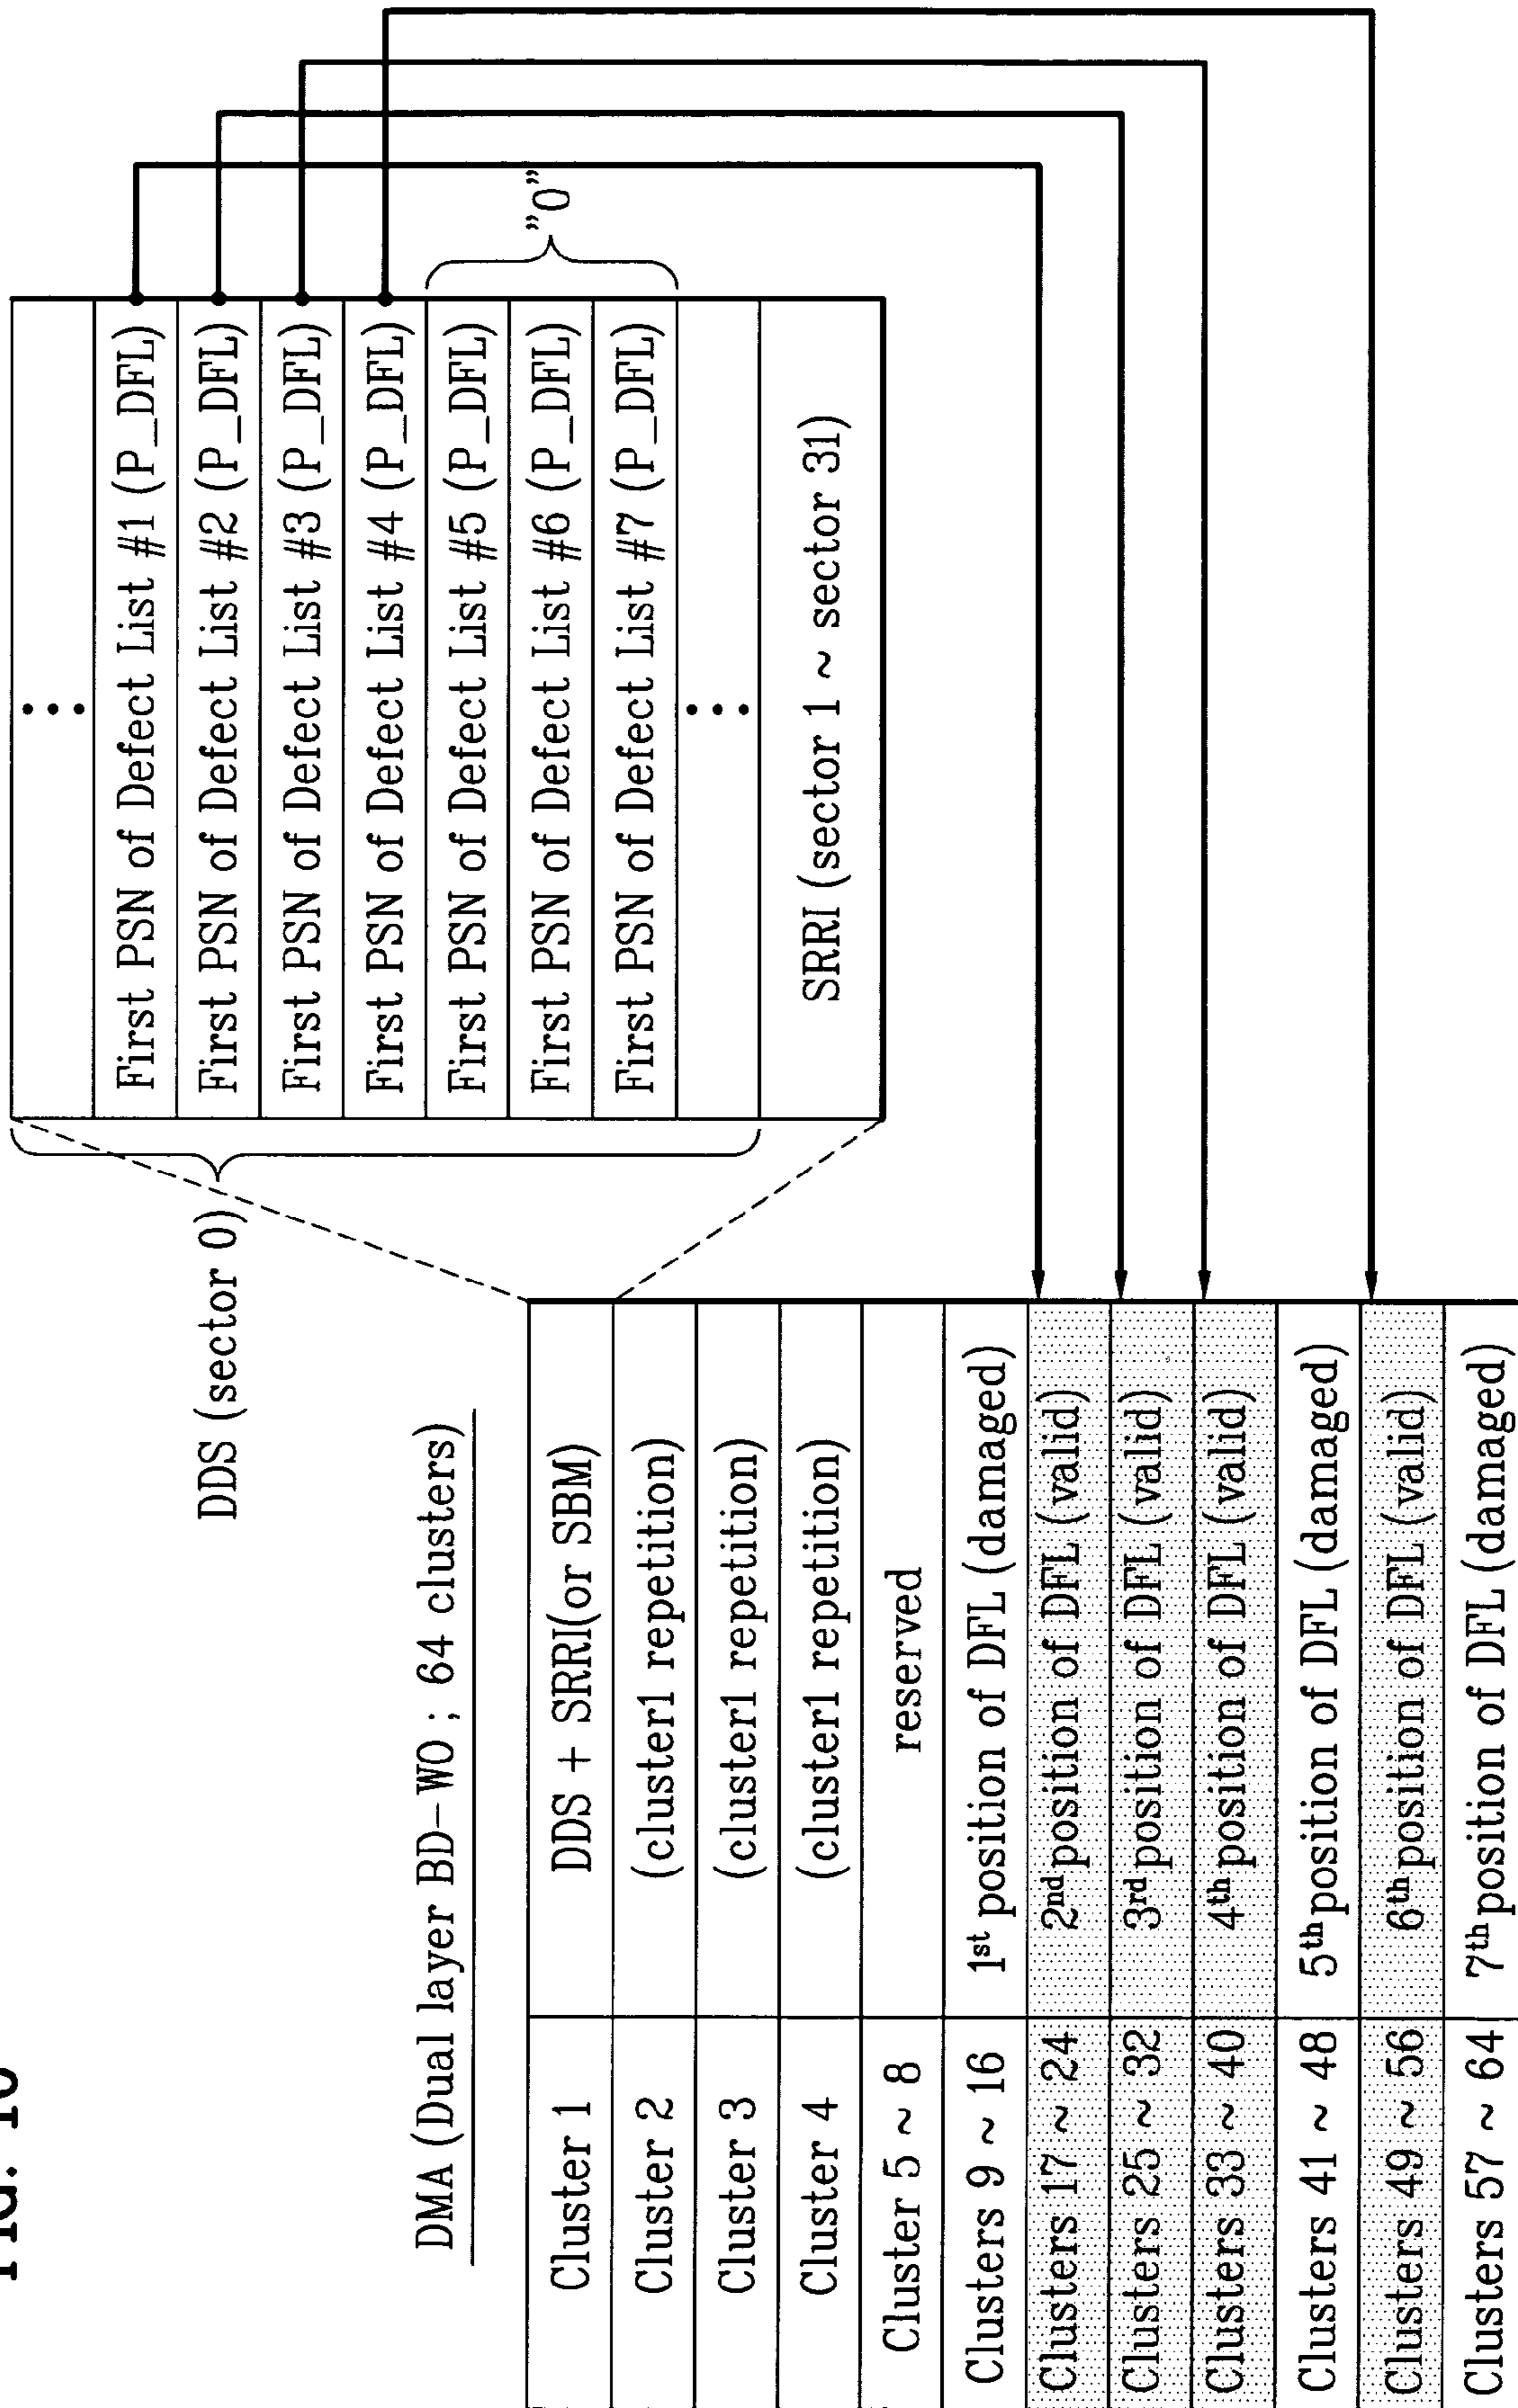 FIG.
DMA (Dual layer BD-WO ; 64 clusters)
Cluster 1 DDS + SRRI(or SBM)
Cluster 2 (cluster1 repetition)
Cluster 3 (cluster1 repetition)
Cluster 4 (cluster1 repetition)
Cluster 5 ~ 8 reserved
Clusters 9 ~ 16 1st position of DFL (damaged)
Clusters 17 ~ 24 2nd position of DFL (valid)
Clusters 25 ~ 32 3rd position of DFL (valid)
Clusters 33 ~ 40 4th position of DFL (valid)
Clusters 41 ~ 48 5th position of DFL (damaged)
Clusters 49 ~ 56 6th position of DFL (valid)
Clusters 57 ~ 64 7th position of DFL (damaged)
DDS (sector 0)
First PSN of Defect List #1 (P_DFL)
First PSN of Defect List #2 (P_DFL)
First PSN of Defect List #3 (P_DFL)
First PSN of Defect List #4 (P_DFL)
First PSN of Defect List #5 (P_DFL)
First PSN of Defect List #6 (P_DFL)
First PSN of Defect List #7 (P_DFL)
SRRI (sector 1 ~ sector 31)
"0"